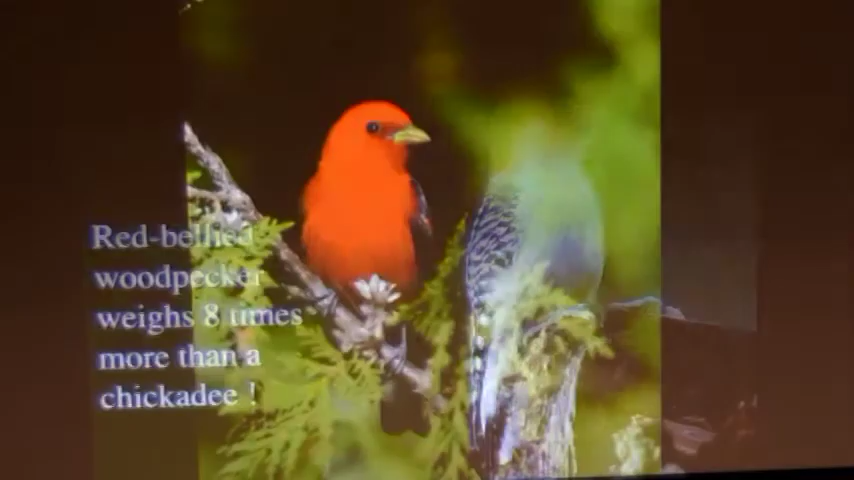 Red-bellied
woodpecker
weighs 8 times
more than a
chickadee !